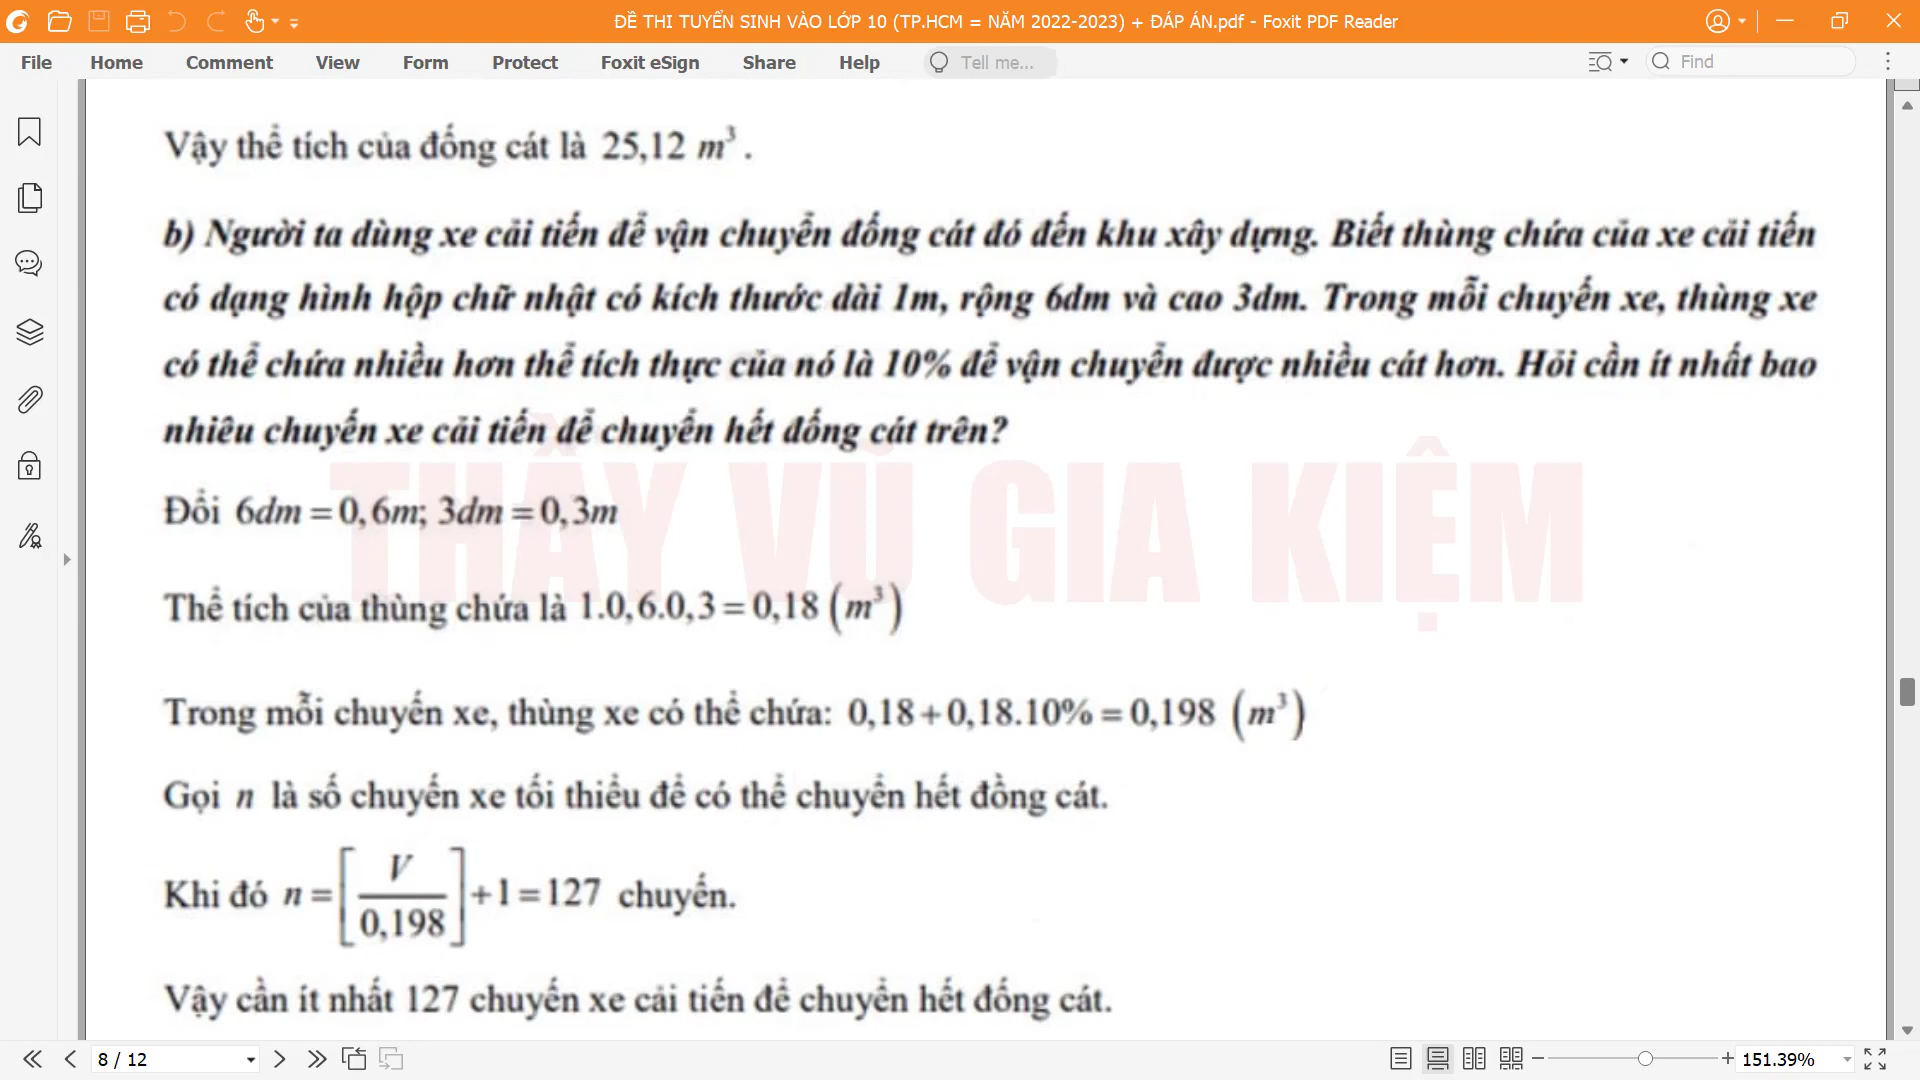 ĐỀ THI TUYỂN SINH VÀO LỚP 10 (TP.HCM = NĂM 2022-2023) + ĐÁP ÁN.pdf - Foxit PDF Reader
File Home Comment View Form Protect Foxit eSign Share Help Tell me... Find
Vậy thể tích của đống cát là 25,12 m³ .
b) Người ta dùng xe cải tiến để vận chuyển đống cát đó đến khu xây dựng. Biết thùng chứa của xe cải tiến
có dạng hình hộp chữ nhật có kích thước dài 1m, rộng 6dm và cao 3dm. Trong mỗi chuyến xe, thùng xe
có thể chứa nhiều hơn thể tích thực của nó là 10% để vận chuyển được nhiều cát hơn. Hỏi cần ít nhất bao
nhiêu chuyến xe cải tiến để chuyển hết đống cát trên?
THẦY VŨ GIA KIỆM
Đổi 6dm = 0,6m; 3dm = 0,3m
Thể tích của thùng chứa là 1.0,6.0,3 = 0,18 (m³)
Trong mỗi chuyến xe, thùng xe có thể chứa: 0,18 + 0,18.10% = 0,198 (m³)
Gọi n là số chuyến xe tối thiểu để có thể chuyển hết đồng cát.
Khi đó n = [V/0,198] + 1 = 127 chuyến.
Vậy cần ít nhất 127 chuyến xe cải tiến để chuyển hết đống cát.
8 / 12 151.39%